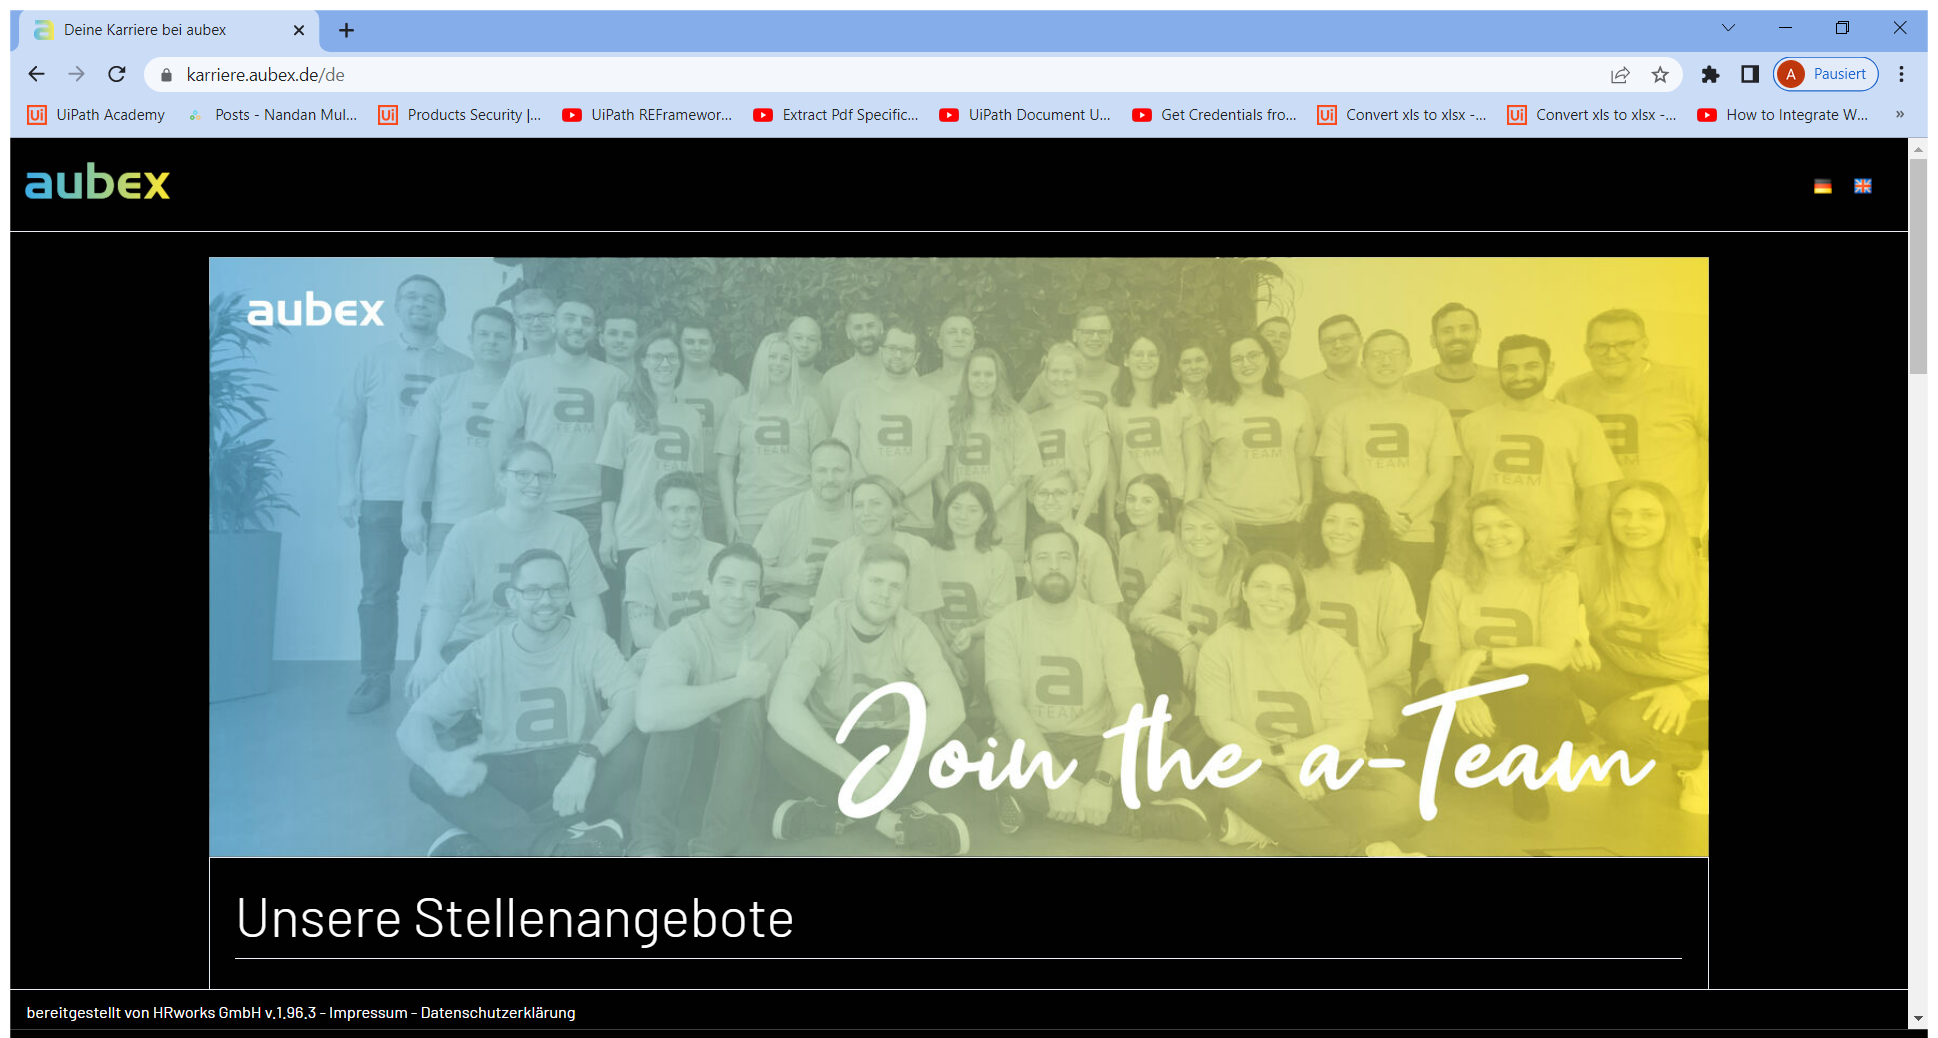 Deine Karriere bei aubex
karriere.aubex.de/de
A Pausiert
UiPath Academy
Posts - Nandan Mul...
Products Security |...
UiPath REFramewor...
Extract Pdf Specific...
UiPath Document U...
Get Credentials fro...
Convert xls to xlsx -...
Convert xls to xlsx -...
How to Integrate W...
»
aubex
aubex
a TEAM
Join the a-Team
Unsere Stellenangebote
bereitgestellt von HRworks GmbH v.1.96.3 - Impressum - Datenschutzerklärung